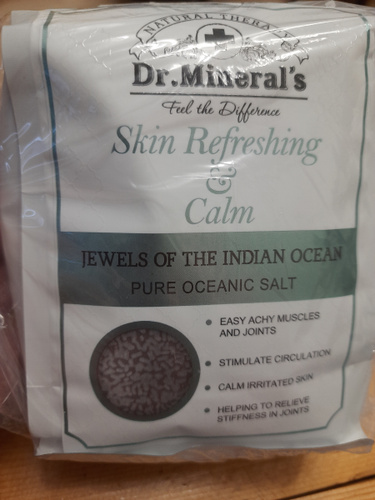 NATURAL THERAPY
Dr.Mineral's
Feel the Difference
Skin Refreshing
&
Calm
JEWELS OF THE INDIAN OCEAN
PURE OCEANIC SALT
EASY ACHY MUSCLES
AND JOINTS
STIMULATE CIRCULATION
CALM IRRITATED SKIN
HELPING TO RELIEVE
STIFFNESS IN JOINTS